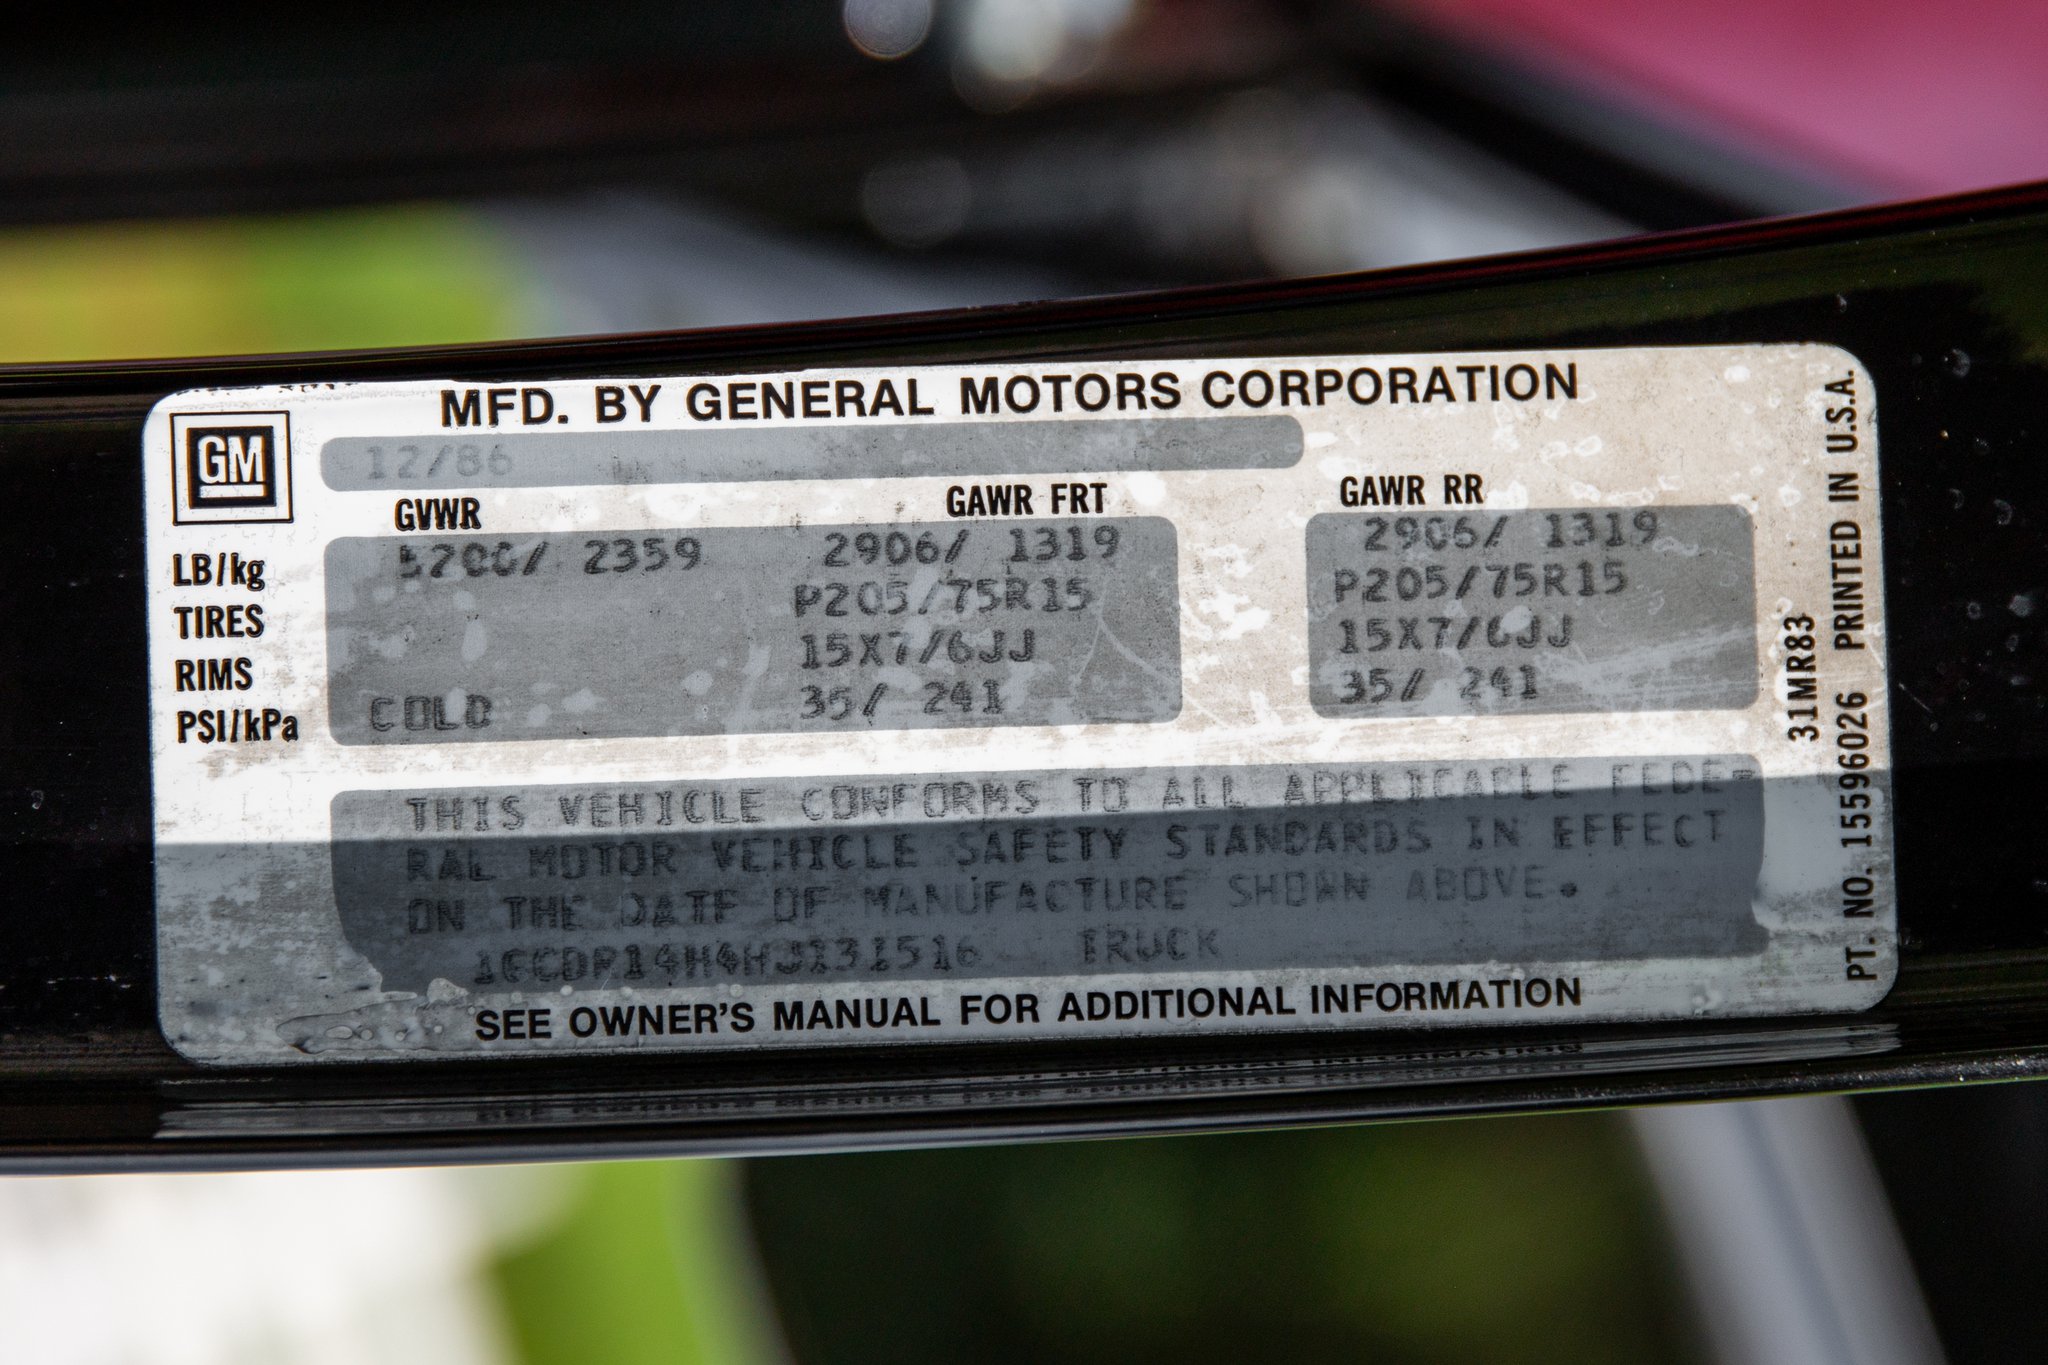 MFD. BY GENERAL MOTORS CORPORATION
GM
12/86
GVWR GAWR FRT GAWR RR
LB/kg 5200/ 2359 2906/ 1319 2906/ 1319
TIRES P205/75R15 P205/75R15
RIMS 15X7/6JJ 15X7/6JJ
PSI/kPa COLD 35/ 241 35/ 241
THIS VEHICLE CONFORMS TO ALL APPLICABLE FEDE-
RAL MOTOR VEHICLE SAFETY STANDARDS IN EFFECT
ON THE DATE OF MANUFACTURE SHOWN ABOVE.
TRUCK
SEE OWNER'S MANUAL FOR ADDITIONAL INFORMATION
31MR83
PT. NO. 15596026 PRINTED IN U.S.A.